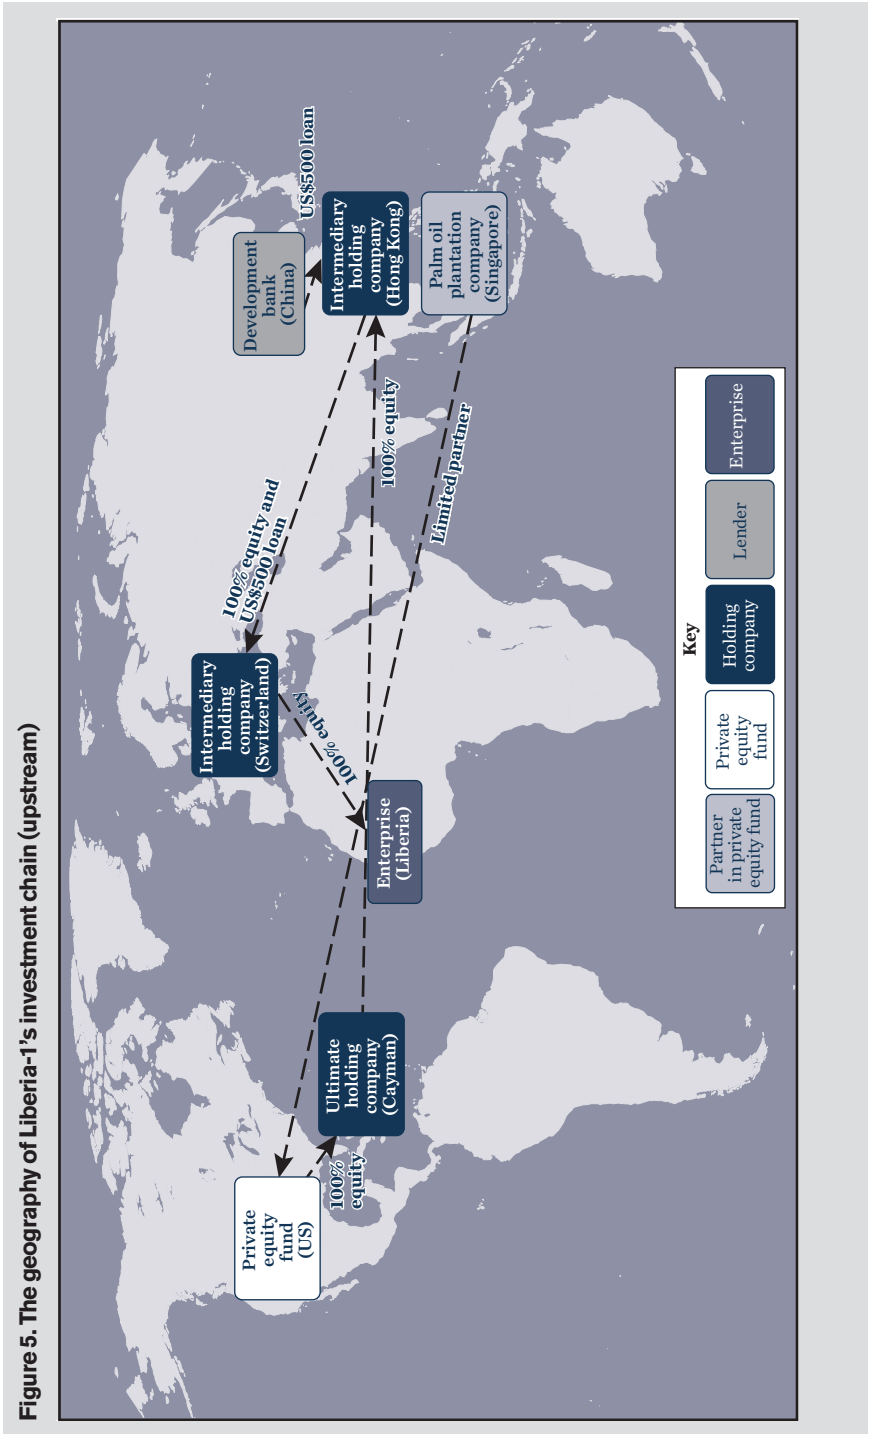 Figure 5. The geography of Liberia-1's investment chain (upstream)
Private
equity
fund
(US)
100%
equity
Ultimate
holding
company
(Cayman)
Enterprise
(Liberia)
100% equity
Intermediary
holding
company
(Switzerland)
100% equity and
US$500 loan
100% equity
Limited partner
Development
bank
(China)
US$500 loan
Intermediary
holding
company
(Hong Kong)
Palm oil
plantation
company
(Singapore)
Key
Partner
in private
equity fund
Private
equity
fund
Holding
company
Lender
Enterprise